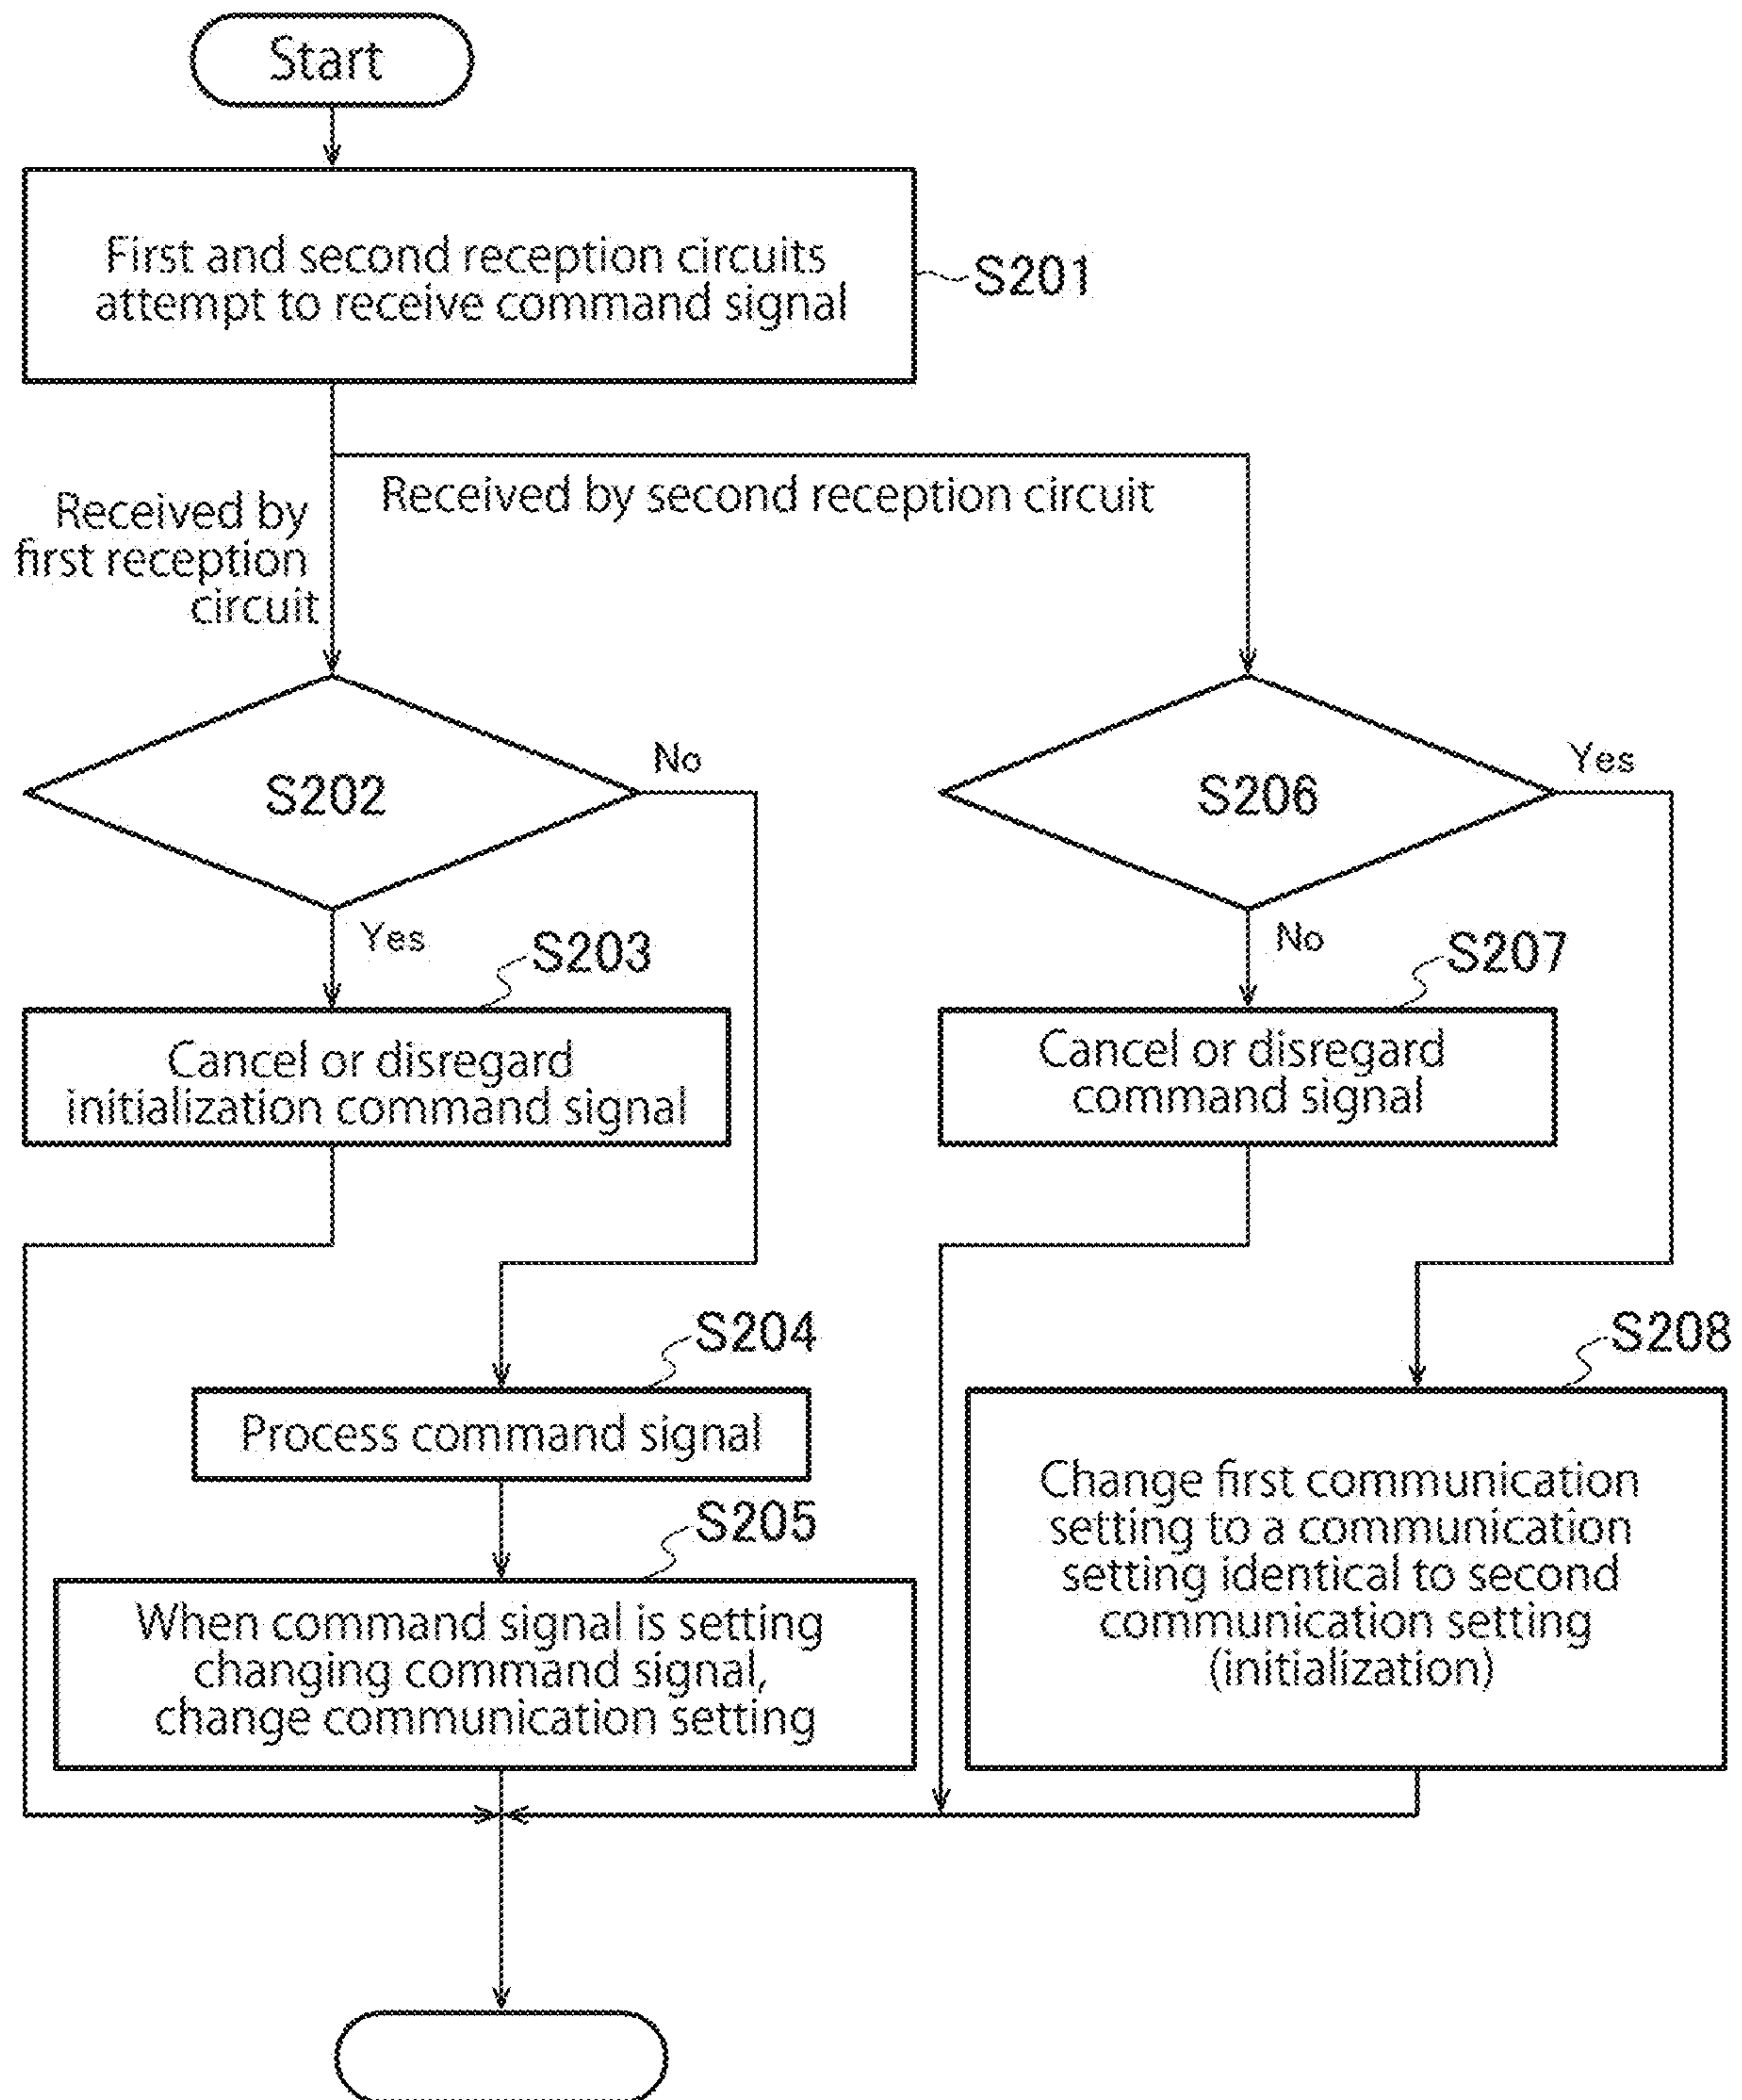 Start
First and second reception circuits
attempt to receive command signal
S201
Received by
first reception
circuit
Received by second reception circuit
S202
No
Yes
S206
Yes
No
S203
Cancel or disregard
initialization command signal
S207
Cancel or disregard
command signal
S204
Process command signal
S205
When command signal is setting
changing command signal,
change communication setting
S208
Change first communication
setting to a communication
setting identical to second
communication setting
(initialization)